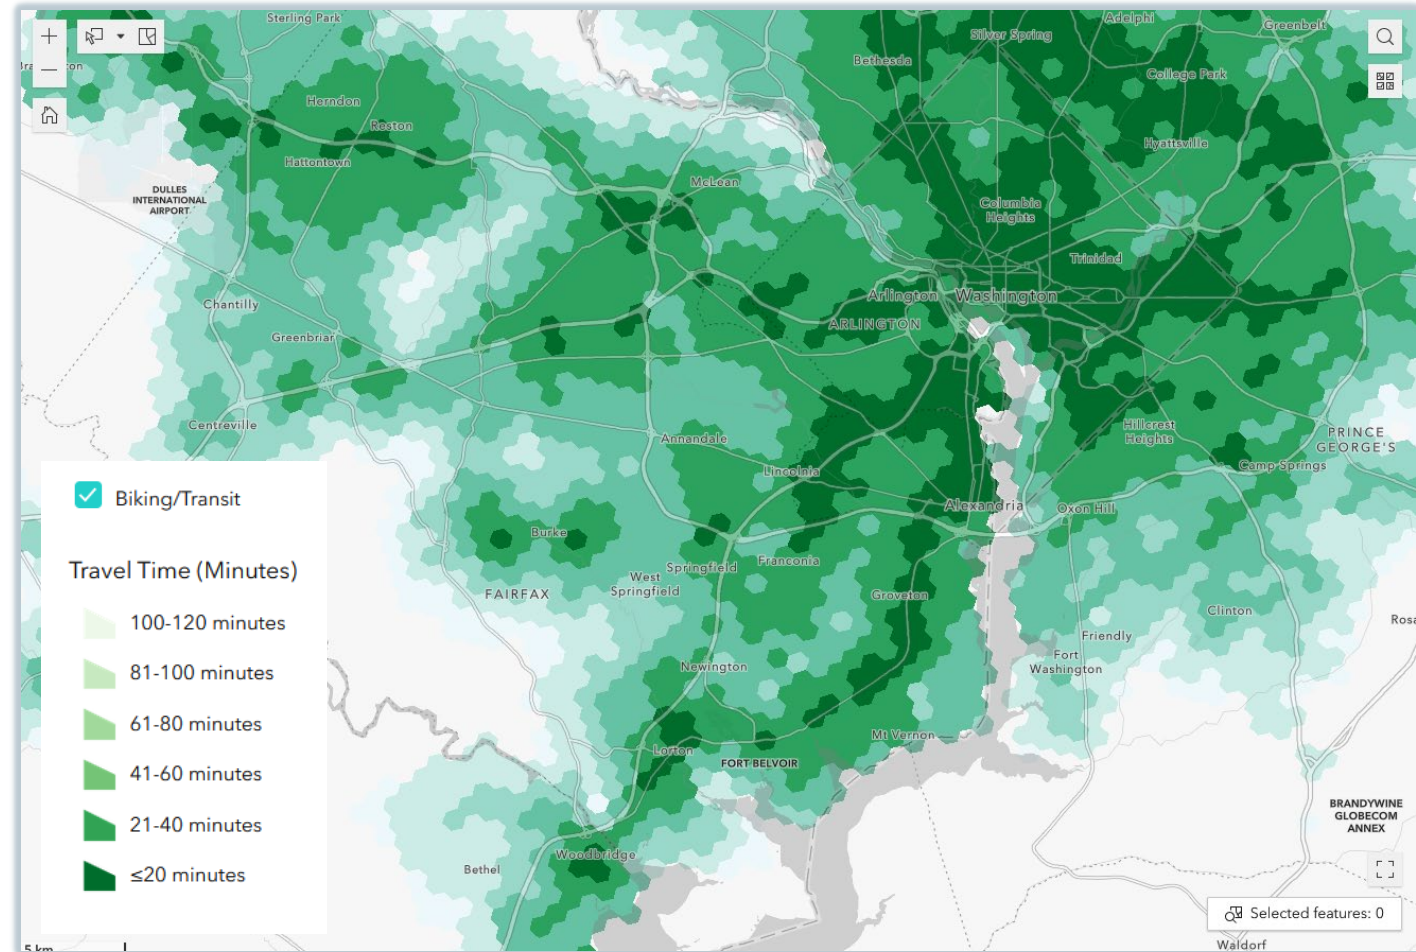 Sterling Park
Adelphi
Greenbelt
Silver Spring
Bethesda
College Park
Herndon
Reston
Hyattsville
Hattontown
McLean
DULLES
INTERNATIONAL
AIRPORT
Columbia
Heights
Trinidad
Chantilly
Arlington
Washington
ARLINGTON
Greenbriar
Centreville
Annandale
Hillcrest
Heights
PRINCE
GEORGE'S
Lincolnia
Camp Springs
Biking/Transit
Alexandria
Oxon Hill
Burke
Franconia
Springfield
West
Springfield
Travel Time (Minutes)
FAIRFAX
Groveton
100-120 minutes
Clinton
Rosa
Friendly
Fort
Washington
81-100 minutes
Newington
61-80 minutes
Mt Vernon
Lorton
FORT BELVOIR
41-60 minutes
BRANDYWINE
GLOBECOM
ANNEX
21-40 minutes
Woodbridge
Bethel
≤20 minutes
Selected features: 0
Waldorf
5 km